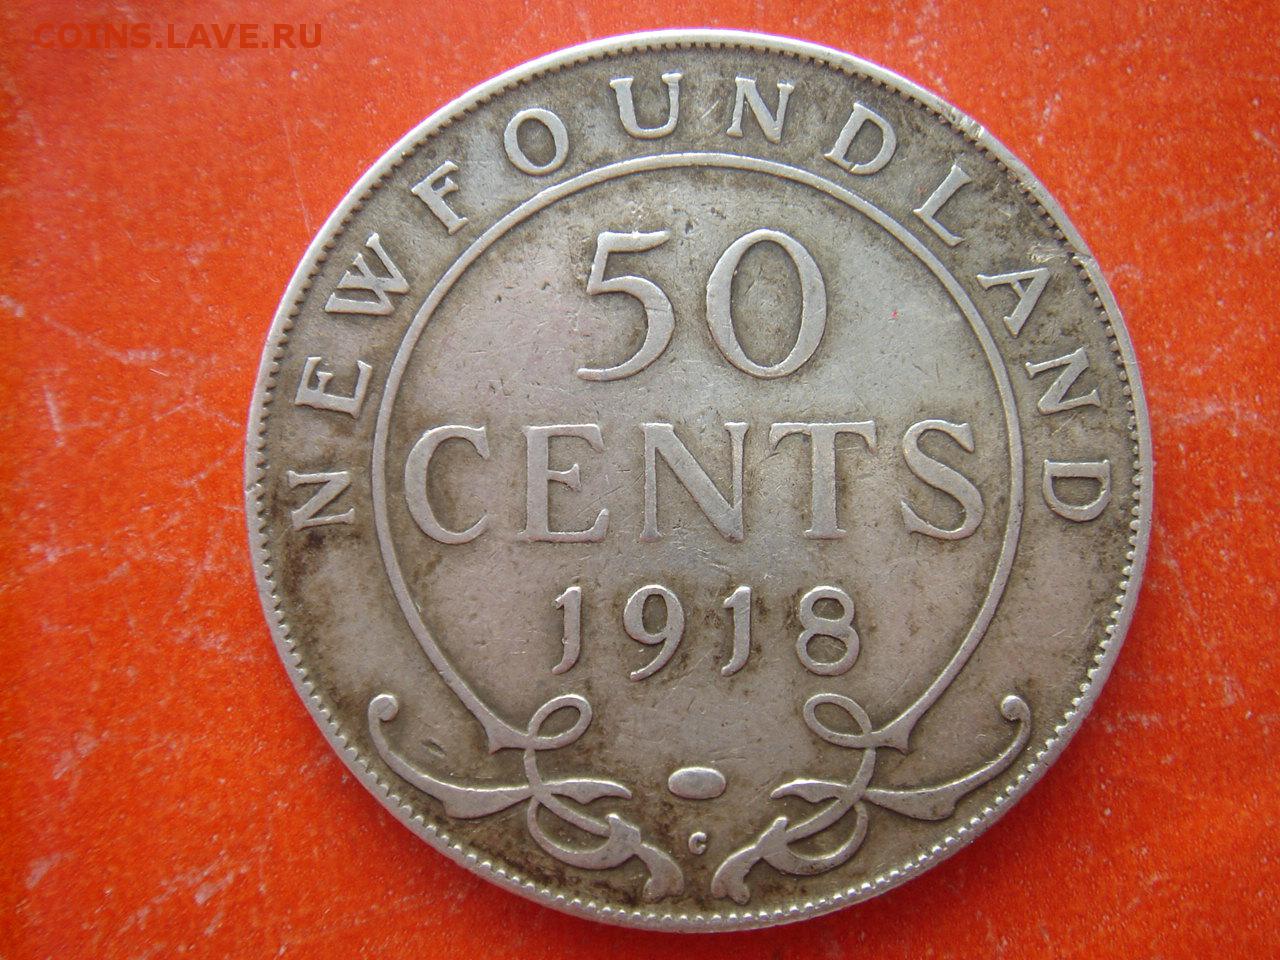 COINS.LAVE.RU
NEWFOUNDLAND
50
CENTS
1918
C